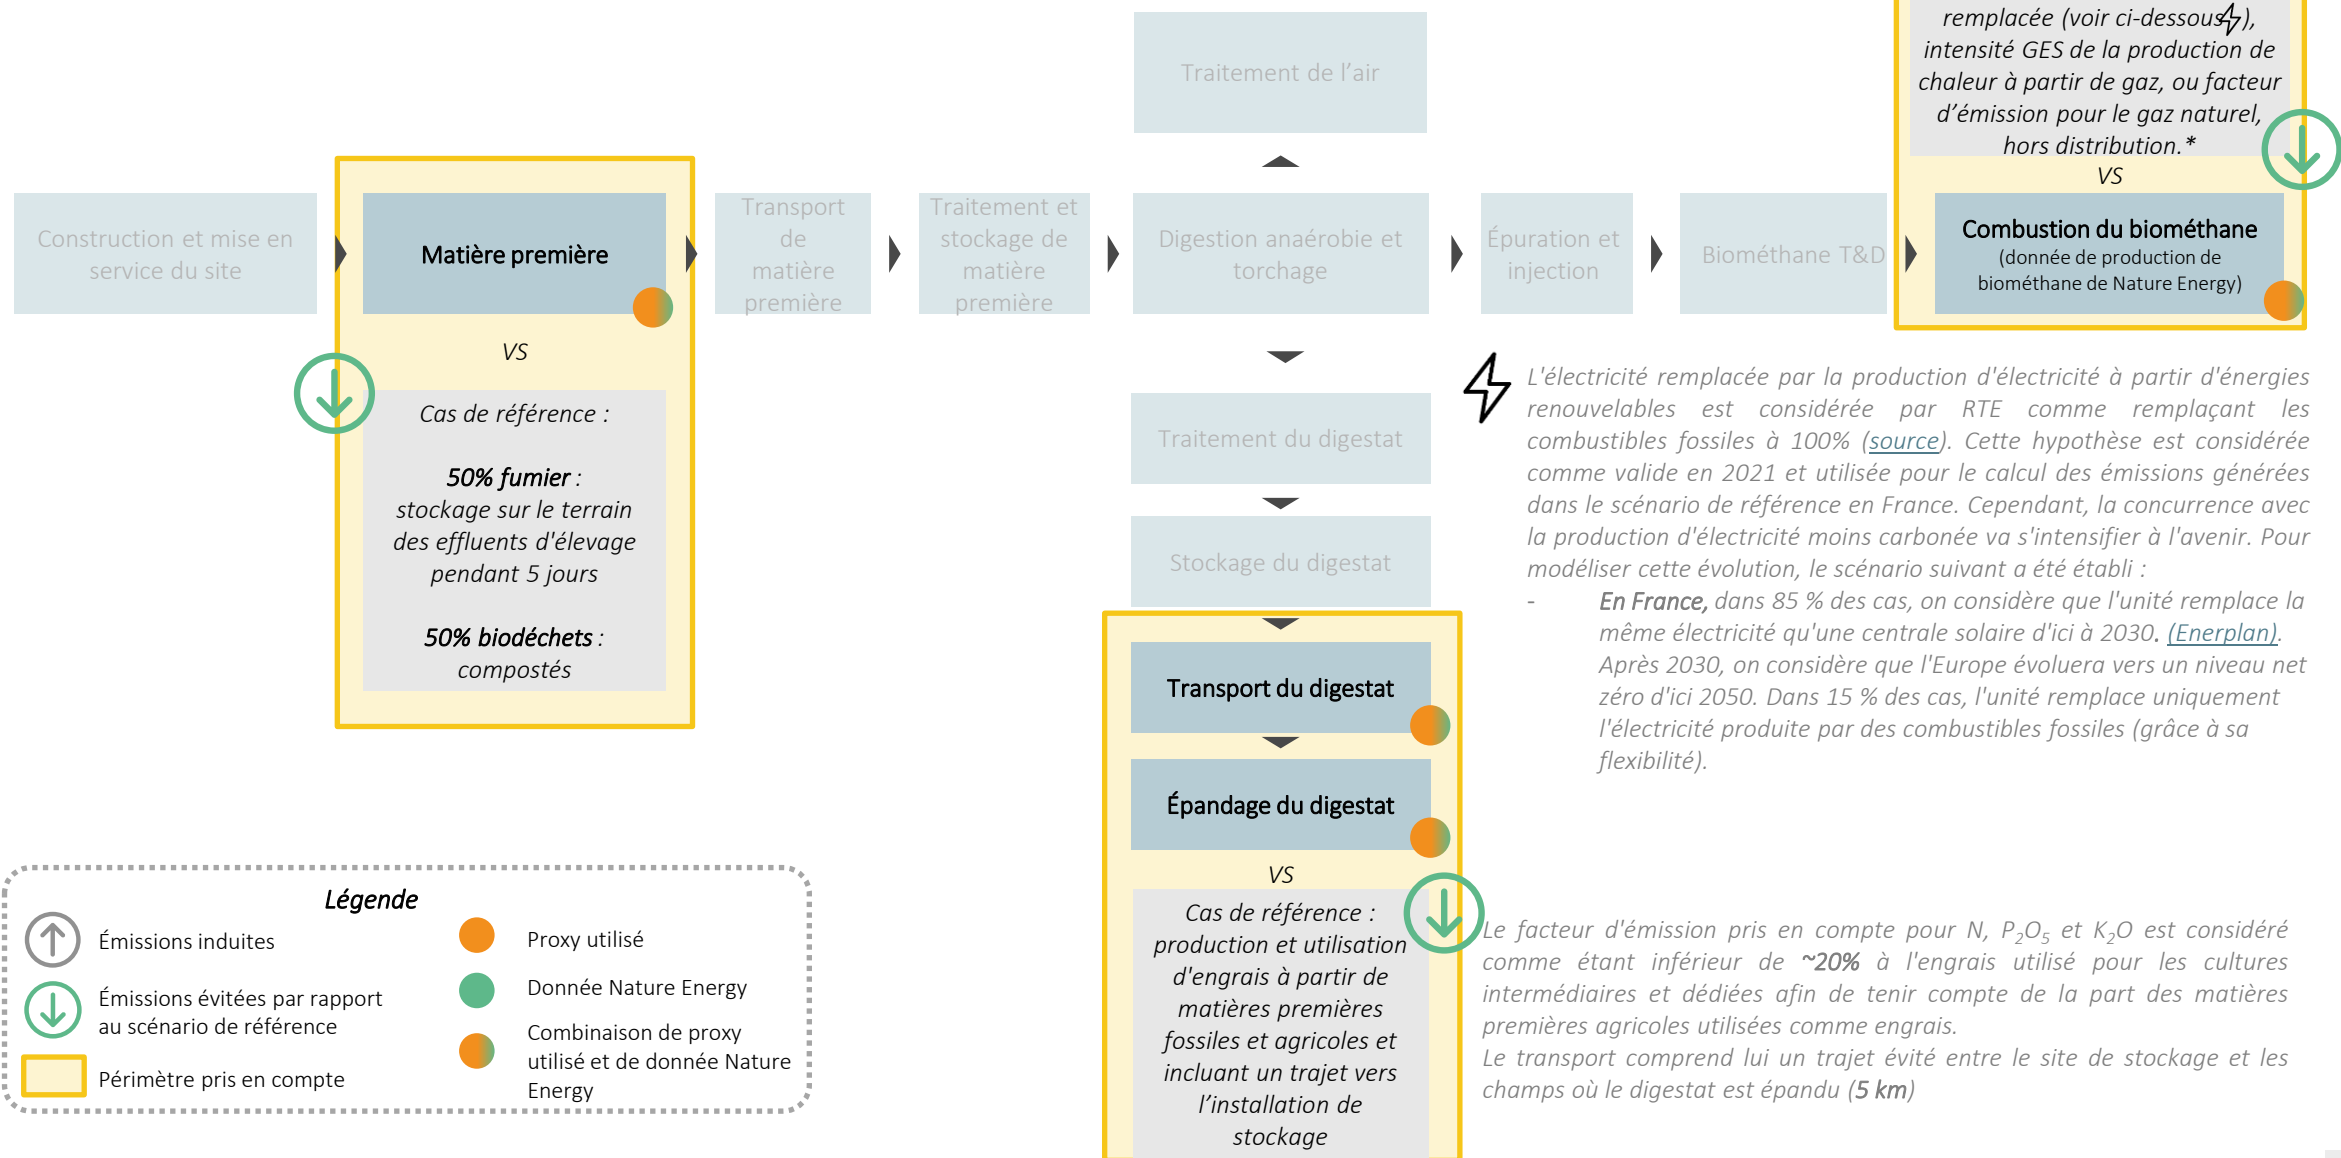 remplacée (voir ci-dessous),
intensité GES de la production de
chaleur à partir de gaz, ou facteur
d'émission pour le gaz naturel,
hors distribution.*
VS
Combustion du biométhane
(donnée de production de
biométhane de Nature Energy)
Traitement de l'air
Construction et mise en
service du site
Matière première
VS
Cas de référence :
50% fumier :
stockage sur le terrain
des effluents d'élevage
pendant 5 jours
50% biodéchets :
compostés
Transport
de
matière
première
Traitement et
stockage de
matière
première
Digestion anaérobie et
torchage
Épuration et
injection
Biométhane T&D
Traitement du digestat
Stockage du digestat
Transport du digestat
Épandage du digestat
VS
Cas de référence :
production et utilisation
d'engrais à partir de
matières premières
fossiles et agricoles et
incluant un trajet vers
l'installation de
stockage
L'électricité remplacée par la production d'électricité à partir d'énergies
renouvelables est considérée par RTE comme remplaçant les
combustibles fossiles à 100% (source). Cette hypothèse est considérée
comme valide en 2021 et utilisée pour le calcul des émissions générées
dans le scénario de référence en France. Cependant, la concurrence avec
la production d'électricité moins carbonée va s'intensifier à l'avenir. Pour
modéliser cette évolution, le scénario suivant a été établi :
- En France, dans 85 % des cas, on considère que l'unité remplace la
même électricité qu'une centrale solaire d'ici à 2030. (Enerplan).
Après 2030, on considère que l'Europe évoluera vers un niveau net
zéro d'ici 2050. Dans 15 % des cas, l'unité remplace uniquement
l'électricité produite par des combustibles fossiles (grâce à sa
flexibilité).
Le facteur d'émission pris en compte pour N, P₂O₅ et K₂O est considéré
comme étant inférieur de ~20% à l'engrais utilisé pour les cultures
intermédiaires et dédiées afin de tenir compte de la part des matières
premières agricoles utilisées comme engrais.
Le transport comprend lui un trajet évité entre le site de stockage et les
champs où le digestat est épandu (5 km)
Légende
Émissions induites
Émissions évitées par rapport
au scénario de référence
Périmètre pris en compte
Proxy utilisé
Donnée Nature Energy
Combinaison de proxy
utilisé et de donnée Nature
Energy